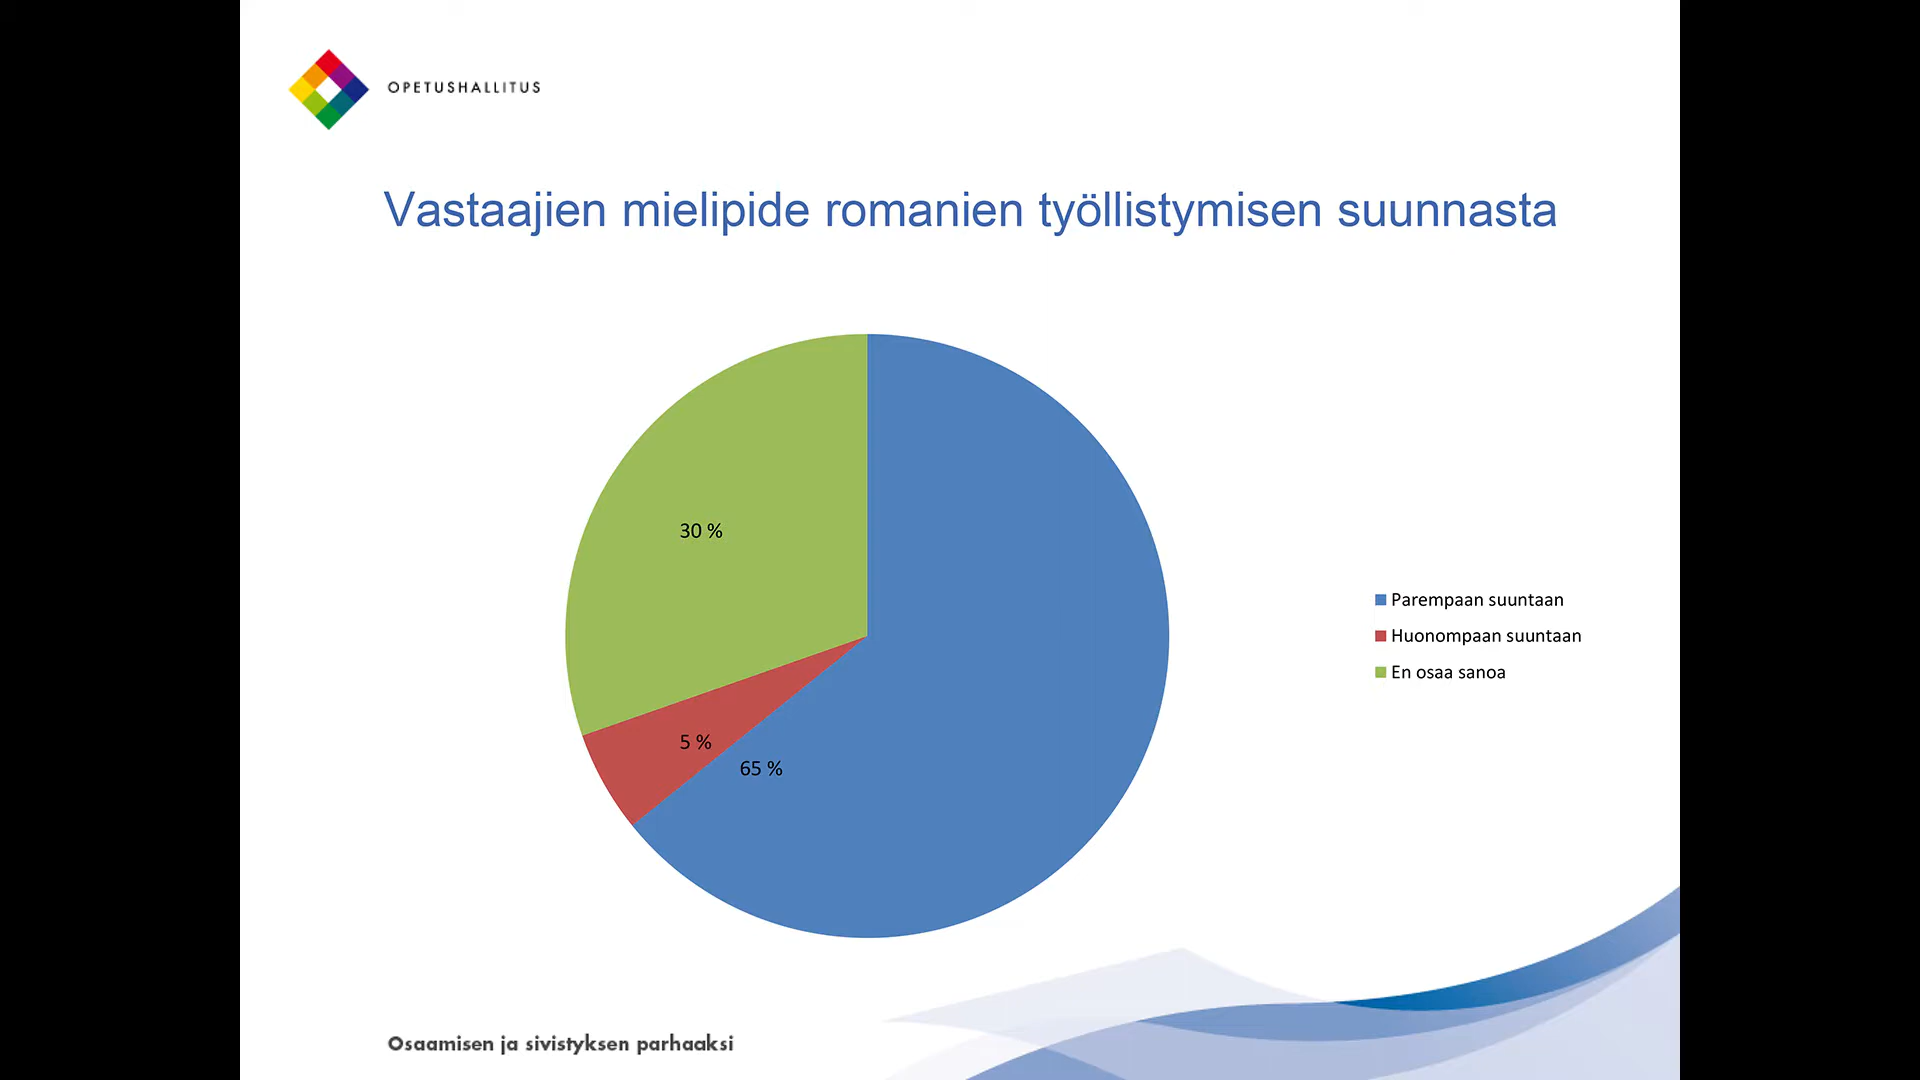 OPETUSHALLITUS
Vastaajien mielipide romanien työllistymisen suunnasta
30 %
5 %
65 %
Parempaan suuntaan
Huonompaan suuntaan
En osaa sanoa
Osaamisen ja sivistyksen parhaaksi